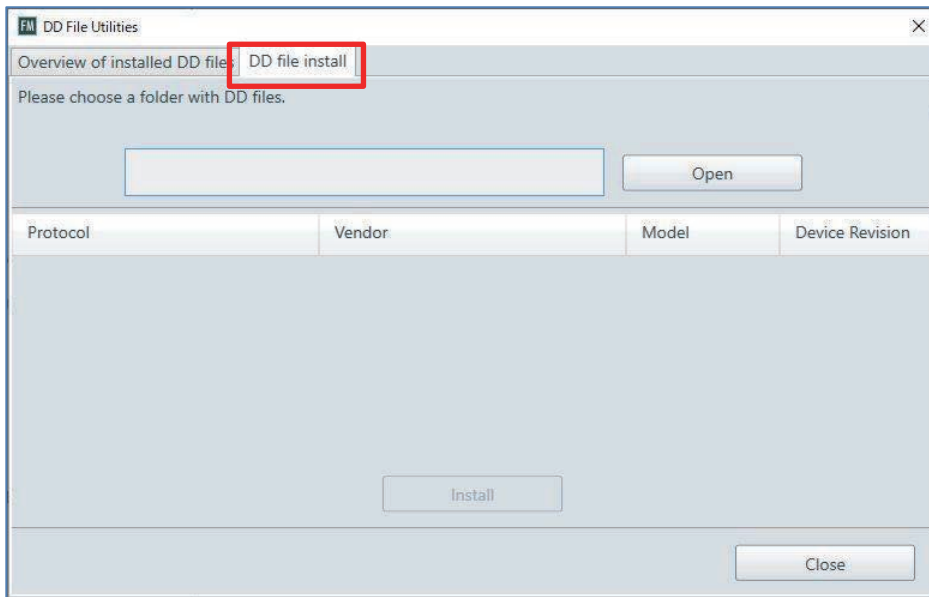 FM DD File Utilities
Overview of installed DD files DD file install
Please choose a folder with DD files.
Open
Protocol Vendor Model Device Revision
Install
Close